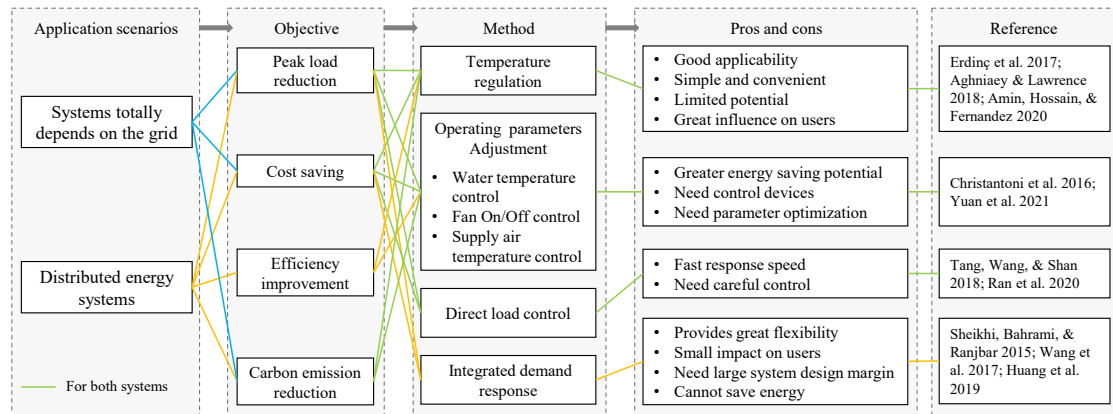 Application scenarios
Objective
Method
Pros and cons
Reference
Systems totally
depends on the grid
Distributed energy
systems
For both systems
Peak load
reduction
Cost saving
Efficiency
improvement
Carbon emission
reduction
Temperature
regulation
Operating parameters
Adjustment
• Water temperature
control
• Fan On/Off control
• Supply air
temperature control
Direct load control
Integrated demand
response
• Good applicability
• Simple and convenient
• Limited potential
• Great influence on users
• Greater energy saving potential
• Need control devices
• Need parameter optimization
• Fast response speed
• Need careful control
• Provides great flexibility
• Small impact on users
• Need large system design margin
• Cannot save energy
Erdinç et al. 2017;
Aghniaey & Lawrence
2018; Amin, Hossain, &
Fernandez 2020
Christantoni et al. 2016;
Yuan et al. 2021
Tang, Wang, & Shan
2018; Ran et al. 2020
Sheikhi, Bahrami, &
Ranjbar 2015; Wang et
al. 2017; Huang et al.
2019